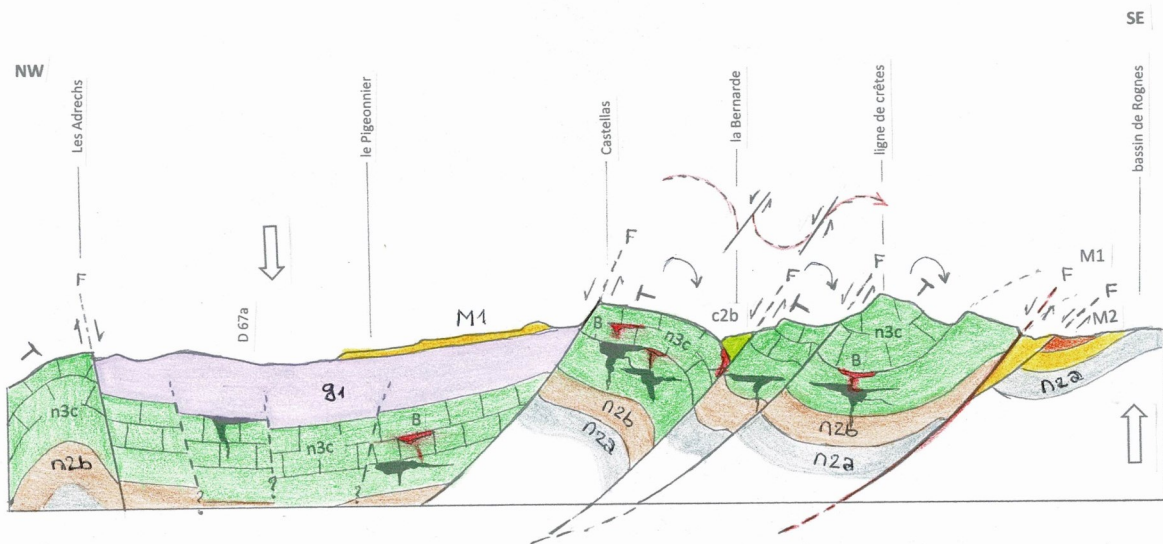 SE
NW
Les Adrechs
D 67a
le Pigeonnier
Castellas
la Bernarde
ligne de crêtes
bassin de Rognes
F
F
F
F
F
M1
F
M1
c2b
M2
B
n3c
n3c
n2a
g1
B
n3c
B
n3c
n2b
n2b
n2a
n2b
n2a
?
?
?